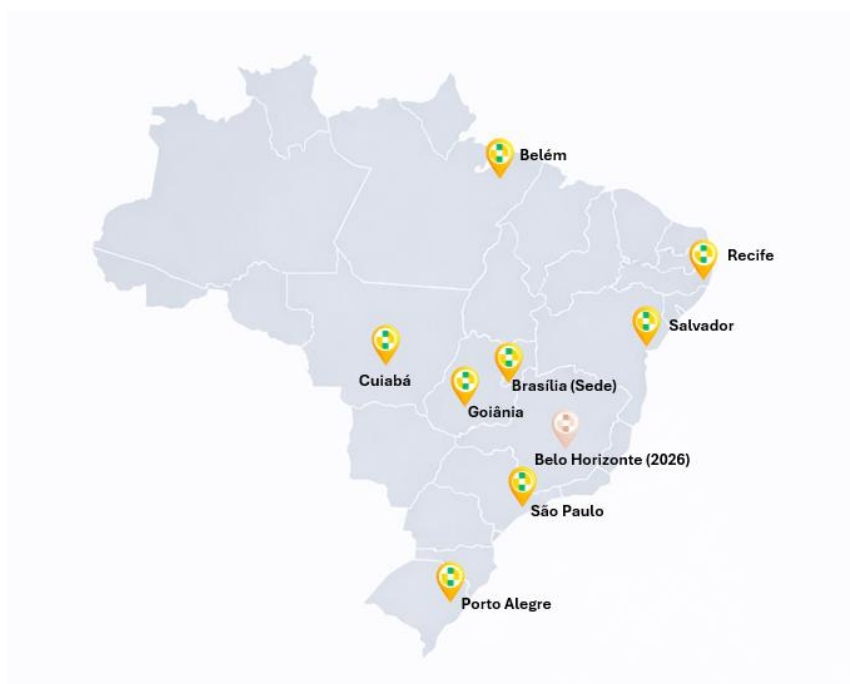 Belém
Recife
Salvador
Cuiabá
Brasília (Sede)
Goiânia
Belo Horizonte (2026)
São Paulo
Porto Alegre